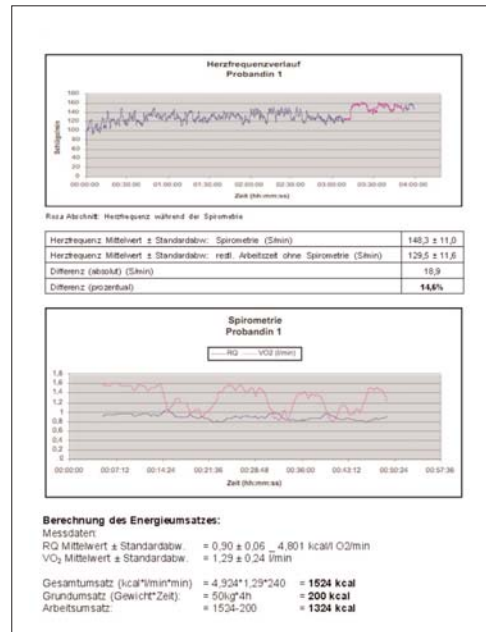 Herzfrequenzverlauf
Probandin 1
Schläge/min
160
160
140
120
100
80
60
40
20
0
00:00:00 00:30:00 01:00:00 01:30:00 02:00:00 02:30:00 03:00:00 03:30:00 04:00:00
Zeit (hh:mm:ss)
Rosa Abschnitt: Herzfrequenz während der Spirometrie
Herzfrequenz Mittelwert ± Standardabw.: Spirometrie (S/min) 148,3 ± 11,0
Herzfrequenz Mittelwert ± Standardabw.: restl. Arbeitszeit ohne Spirometrie (S/min) 129,5 ± 11,6
Differenz (absolut) (S/min) 18,9
Differenz (prozentual) 14,6%
Spirometrie
Probandin 1
RQ VO2 (l/min)
1,8
1,6
1,4
1,2
1
0,8
0,6
0,4
0,2
0
00:00:00 00:07:12 00:14:24 00:21:36 00:28:48 00:36:00 00:43:12 00:50:24 00:57:36
Zeit (hh:mm:ss)
Berechnung des Energieumsatzes:
Messdaten:
RQ Mittelwert ± Standardabw. = 0,90 ± 0,06 _ 4,801 kcal/l O2/min
VO₂ Mittelwert ± Standardabw. = 1,29 ± 0,24 l/min
Gesamtumsatz (kcal*l/min*min) = 4,924*1,29*240 = 1524 kcal
Grundumsatz (Gewicht*Zeit): = 50kg*4h = 200 kcal
Arbeitsumsatz: = 1524-200 = 1324 kcal